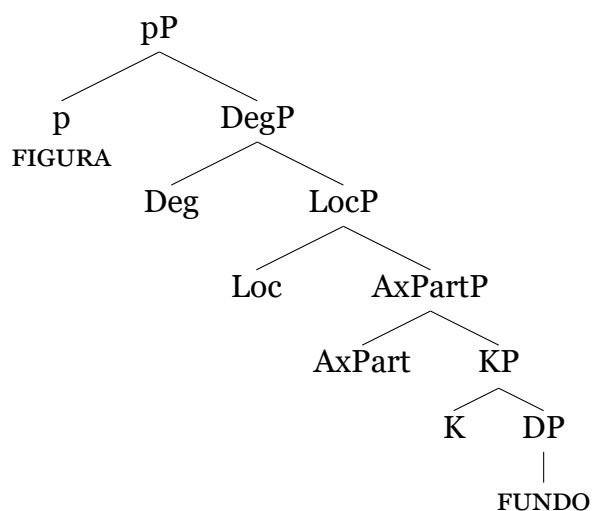 pP
p DegP
FIGURA
Deg LocP
Loc AxPartP
AxPart KP
K DP
FUNDO